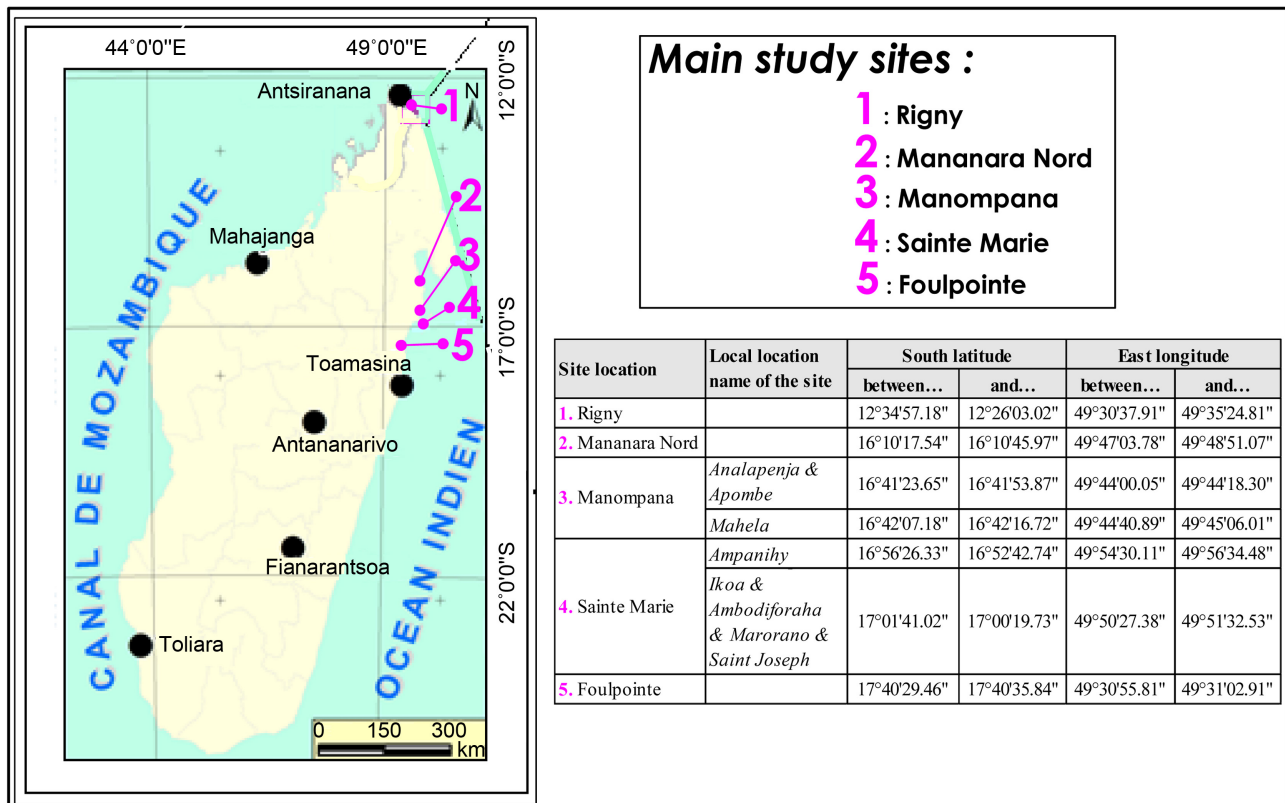 44°0'0"E 49°0'0"E
12°0'0"S
17°0'0"S
22°0'0"S
N
Antsiranana
1
2
Mahajanga
3
4
5
Toamasina
Antananarivo
Fianarantsoa
Toliara
CANAL DE MOZAMBIQUE
OCEAN INDIEN
0 150 300
km
Main study sites :
1 : Rigny
2 : Mananara Nord
3 : Manompana
4 : Sainte Marie
5 : Foulpointe
Site location Local location name of the site South latitude East longitude
between… and… between… and…
1. Rigny 12°34'57.18" 12°26'03.02" 49°30'37.91" 49°35'24.81"
2. Mananara Nord 16°10'17.54" 16°10'45.97" 49°47'03.78" 49°48'51.07"
3. Manompana Analapenja & Apombe 16°41'23.65" 16°41'53.87" 49°44'00.05" 49°44'18.30"
Mahela 16°42'07.18" 16°42'16.72" 49°44'40.89" 49°45'06.01"
4. Sainte Marie Ampanihy 16°56'26.33" 16°52'42.74" 49°54'30.11" 49°56'34.48"
Ikoa & Ambodiforaha & Marorano & Saint Joseph 17°01'41.02" 17°00'19.73" 49°50'27.38" 49°51'32.53"
5. Foulpointe 17°40'29.46" 17°40'35.84" 49°30'55.81" 49°31'02.91"